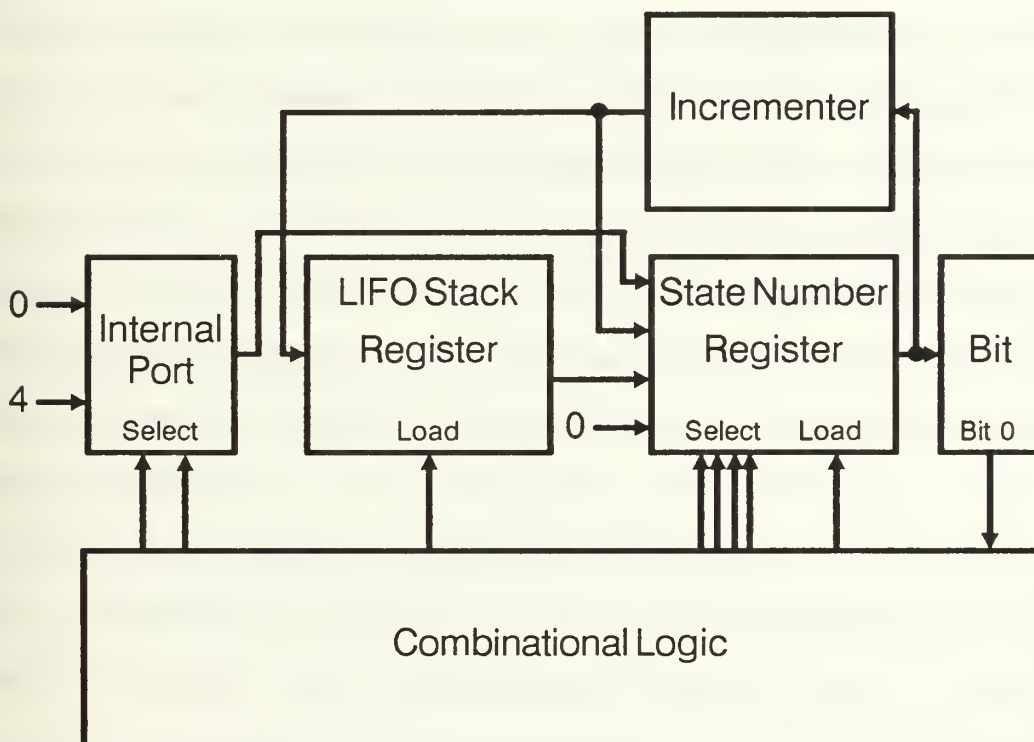 Incrementer
0
4
Internal
Port
Select
LIFO Stack
Register
Load
0
State Number
Register
Select Load
Bit
Bit 0
Combinational Logic